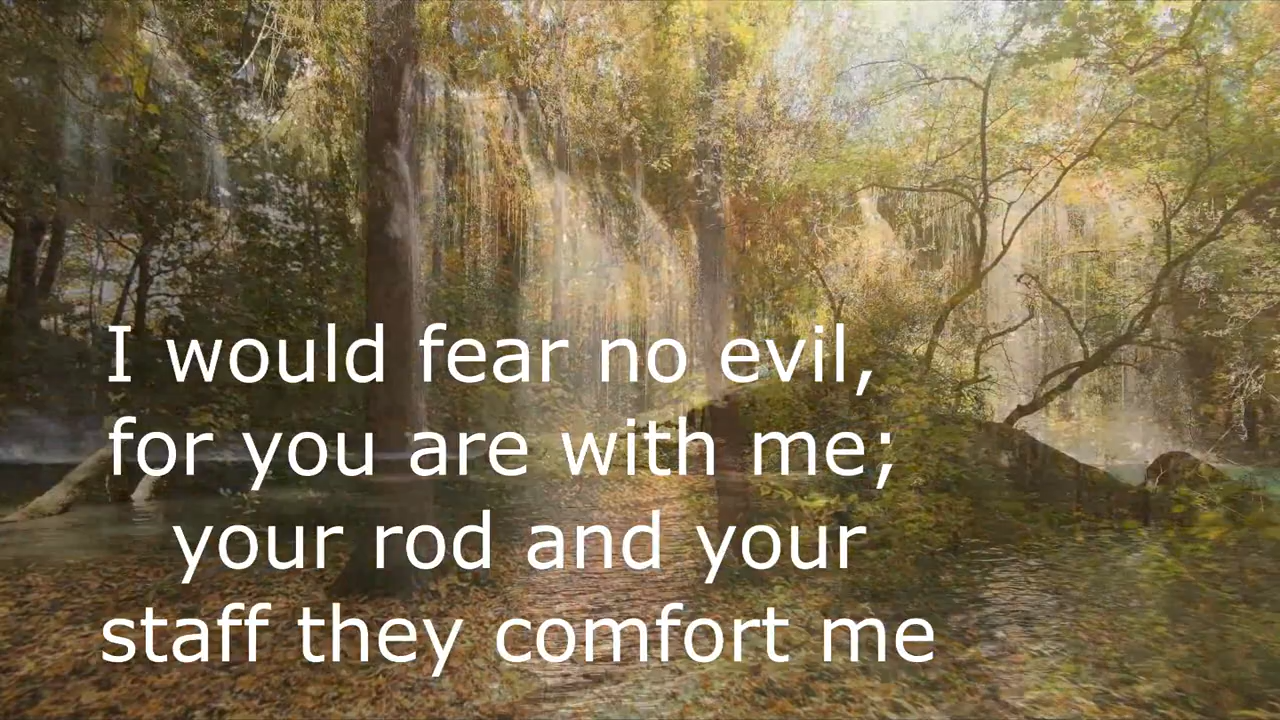 I would fear no evil,
for you are with me;
your rod and your
staff they comfort me